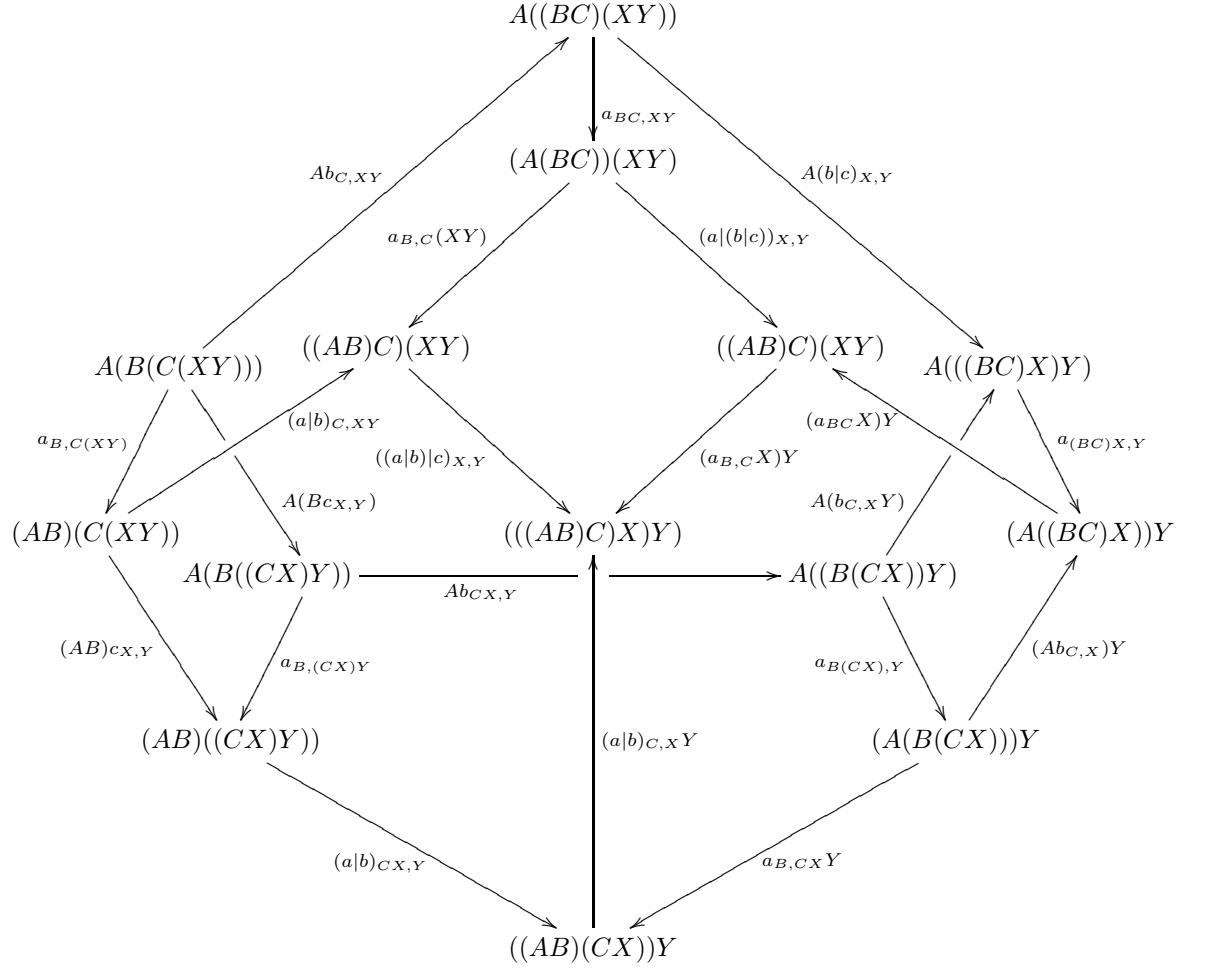 A((BC)(XY))
a_{BC,XY}
(A(BC))(XY)
Ab_{C,XY}
A(b|c)_{X,Y}
a_{B,C}(XY)
(a|(b|c))_{X,Y}
A(B(C(XY)))
((AB)C)(XY)
((AB)C)(XY)
A(((BC)X)Y)
(a|b)_{C,XY}
(a_{BC}X)Y
a_{B,C(XY)}
((a|b)|c)_{X,Y}
(a_{B,C}X)Y
a_{(BC)X,Y}
A(Bc_{X,Y})
A(b_{C,X}Y)
(AB)(C(XY))
(((AB)C)X)Y)
(A((BC)X))Y
A(B((CX)Y))
Ab_{CX,Y}
A((B(CX))Y)
(AB)c_{X,Y}
a_{B,(CX)Y}
a_{B(CX),Y}
(Ab_{C,X})Y
(AB)((CX)Y))
(a|b)_{C,X}Y
(A(B(CX)))Y
(a|b)_{CX,Y}
a_{B,CX}Y
((AB)(CX))Y